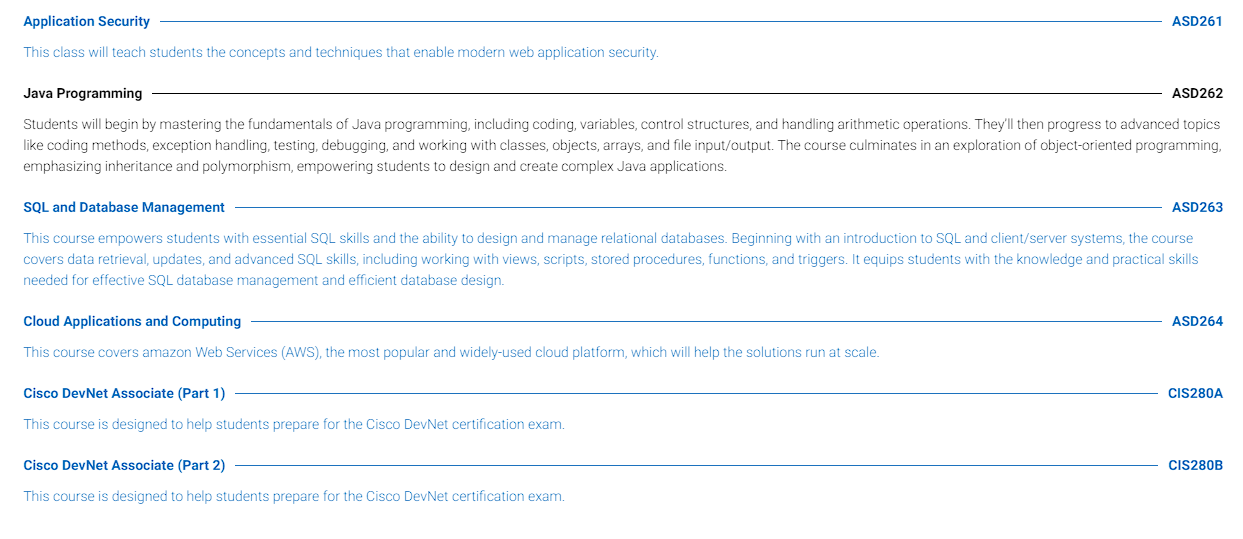 Application Security ASD261
This class will teach students the concepts and techniques that enable modern web application security.
Java Programming ASD262
Students will begin by mastering the fundamentals of Java programming, including coding, variables, control structures, and handling arithmetic operations. They'll then progress to advanced topics
like coding methods, exception handling, testing, debugging, and working with classes, objects, arrays, and file input/output. The course culminates in an exploration of object-oriented programming,
emphasizing inheritance and polymorphism, empowering students to design and create complex Java applications.
SQL and Database Management ASD263
This course empowers students with essential SQL skills and the ability to design and manage relational databases. Beginning with an introduction to SQL and client/server systems, the course
covers data retrieval, updates, and advanced SQL skills, including working with views, scripts, stored procedures, functions, and triggers. It equips students with the knowledge and practical skills
needed for effective SQL database management and efficient database design.
Cloud Applications and Computing ASD264
This course covers amazon Web Services (AWS), the most popular and widely-used cloud platform, which will help the solutions run at scale.
Cisco DevNet Associate (Part 1) CIS280A
This course is designed to help students prepare for the Cisco DevNet certification exam.
Cisco DevNet Associate (Part 2) CIS280B
This course is designed to help students prepare for the Cisco DevNet certification exam.